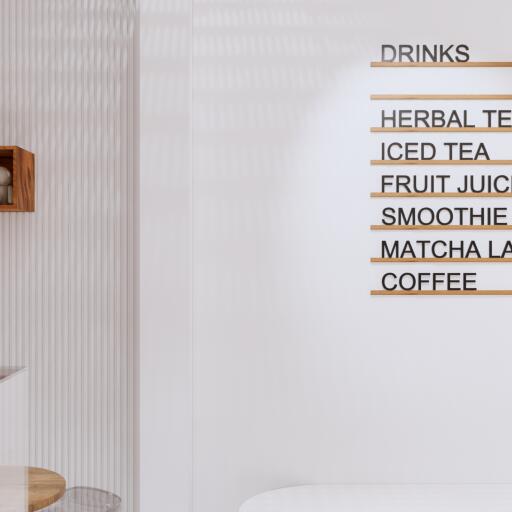 DRINKS
HERBAL TE
ICED TEA
FRUIT JUIC
SMOOTHIE
MATCHA LA
COFFEE